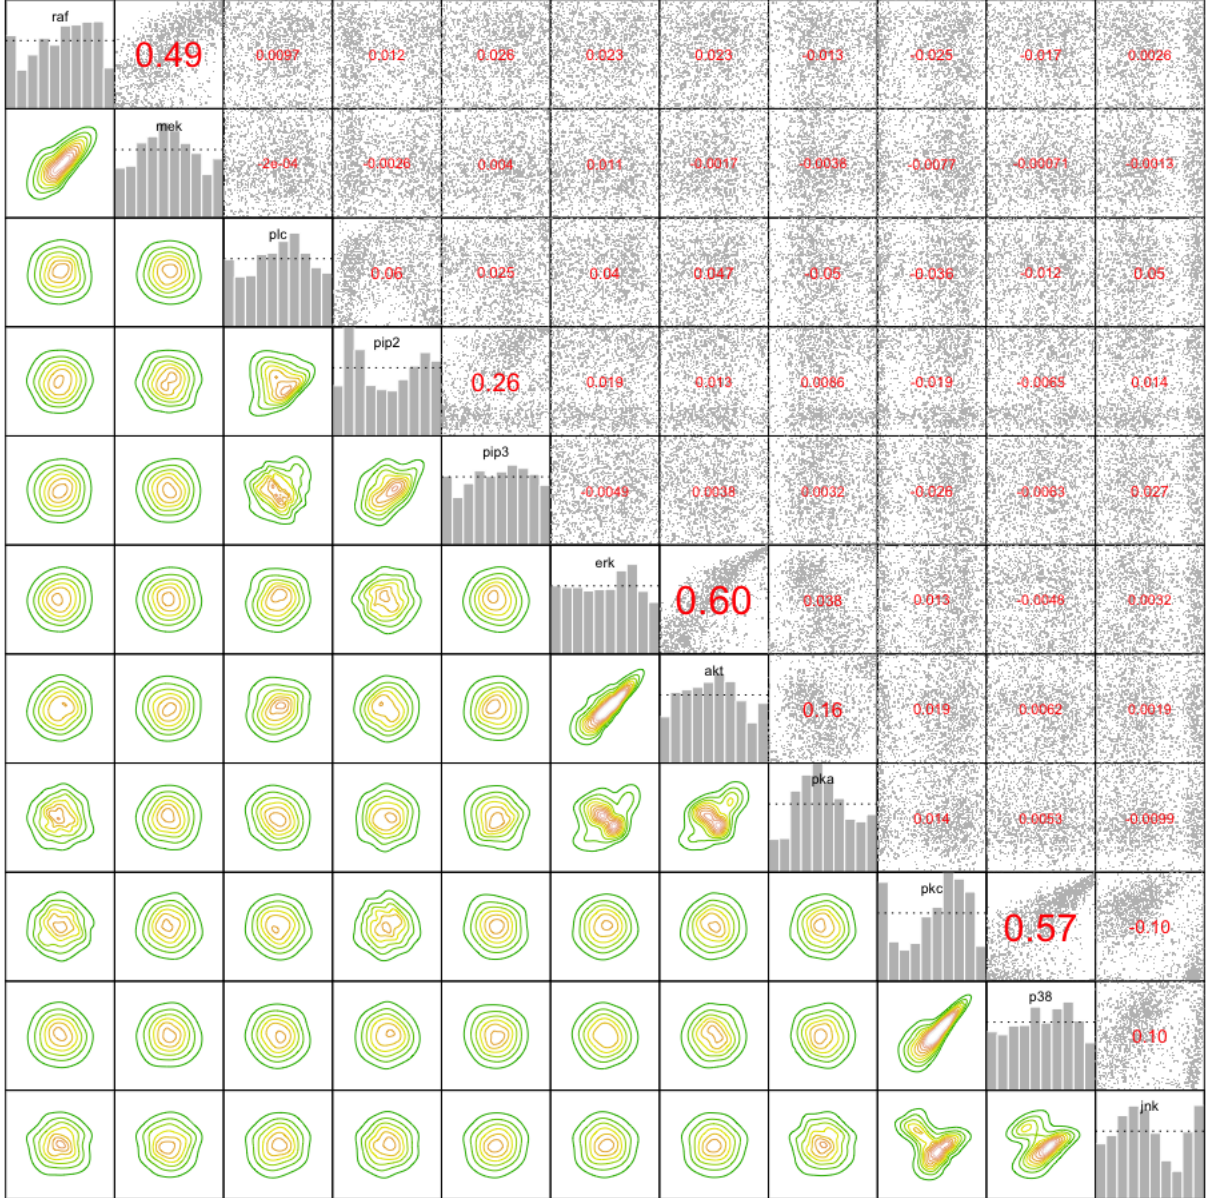 raf
0.49 0.0097 0.012 0.026 0.023 0.023 -0.013 -0.025 -0.017 0.0026
mek
-2e-04 -0.0026 0.004 0.011 -0.0017 -0.0036 -0.0077 -0.00071 -0.0013
plc
0.06 0.025 0.04 0.047 -0.05 -0.036 -0.012 0.05
pip2
0.26 0.019 0.013 0.0086 -0.019 -0.0065 0.014
pip3
-0.0049 0.0038 0.0032 -0.026 -0.0063 0.027
erk
0.60 0.038 0.013 -0.0046 0.0032
akt
0.16 0.019 0.0062 0.0019
pka
0.014 0.0053 -0.0099
pkc
0.57 -0.10
p38
0.10
jnk